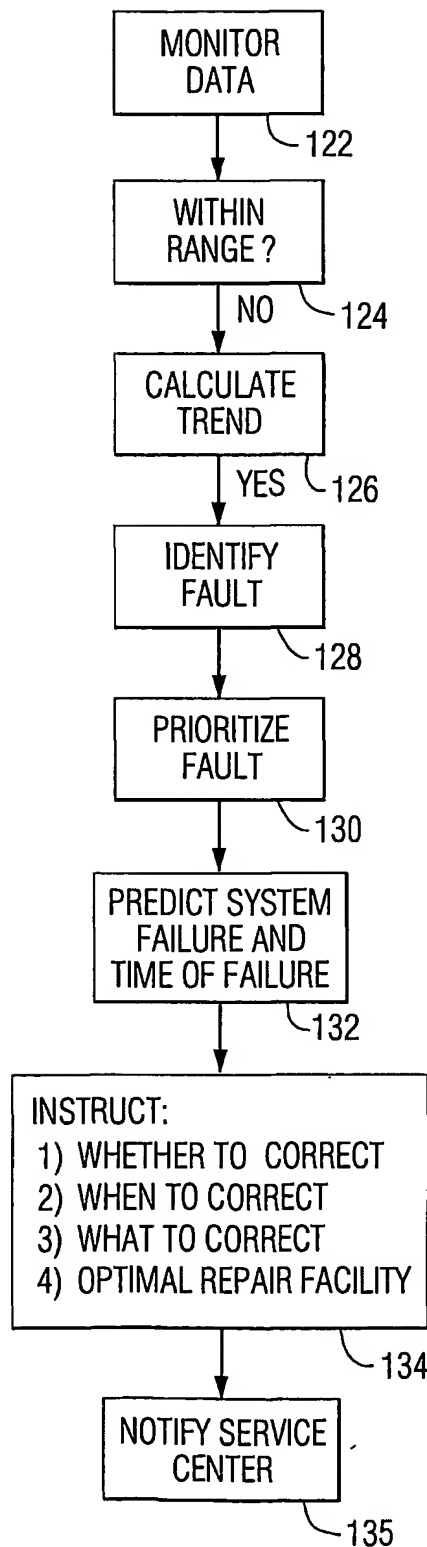 MONITOR
DATA
122
WITHIN
RANGE?
124
NO
CALCULATE
TREND
126
YES
IDENTIFY
FAULT
128
PRIORITIZE
FAULT
130
PREDICT SYSTEM
FAILURE AND
TIME OF FAILURE
132
INSTRUCT:
1) WHETHER TO CORRECT
2) WHEN TO CORRECT
3) WHAT TO CORRECT
4) OPTIMAL REPAIR FACILITY
134
NOTIFY SERVICE
CENTER
135